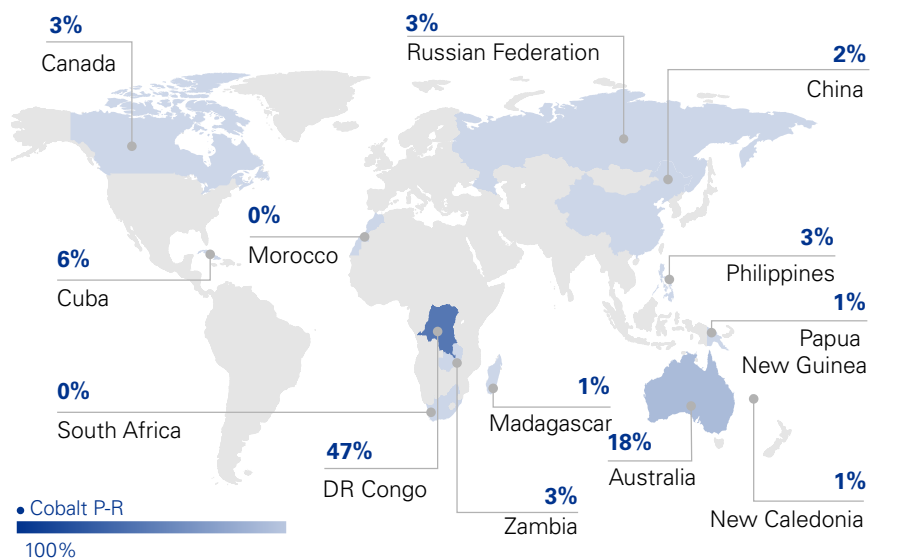 3%
Canada
3%
Russian Federation
2%
China
0%
Morocco
6%
Cuba
3%
Philippines
1%
Papua
New Guinea
0%
South Africa
47%
DR Congo
1%
Madagascar
18%
Australia
3%
Zambia
1%
New Caledonia
Cobalt P-R
100%